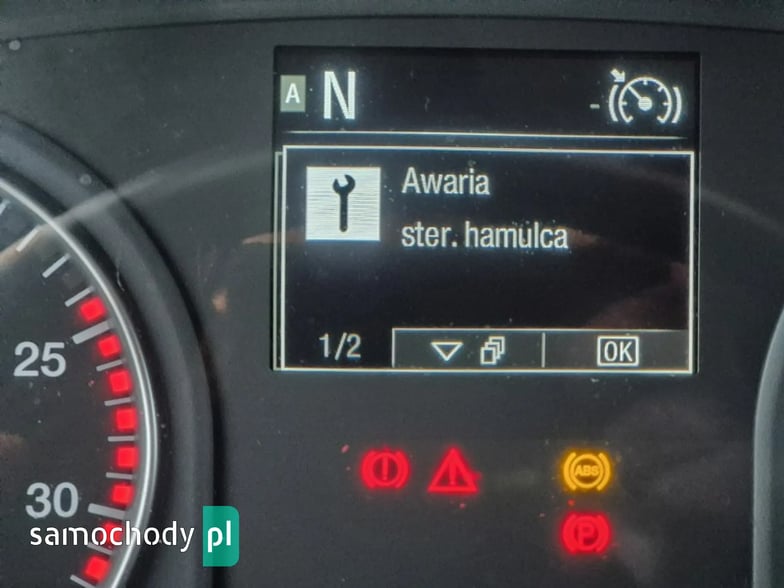 A N
Awaria
ster. hamulca
1/2 OK
25
ABS
30
P
samochody pl